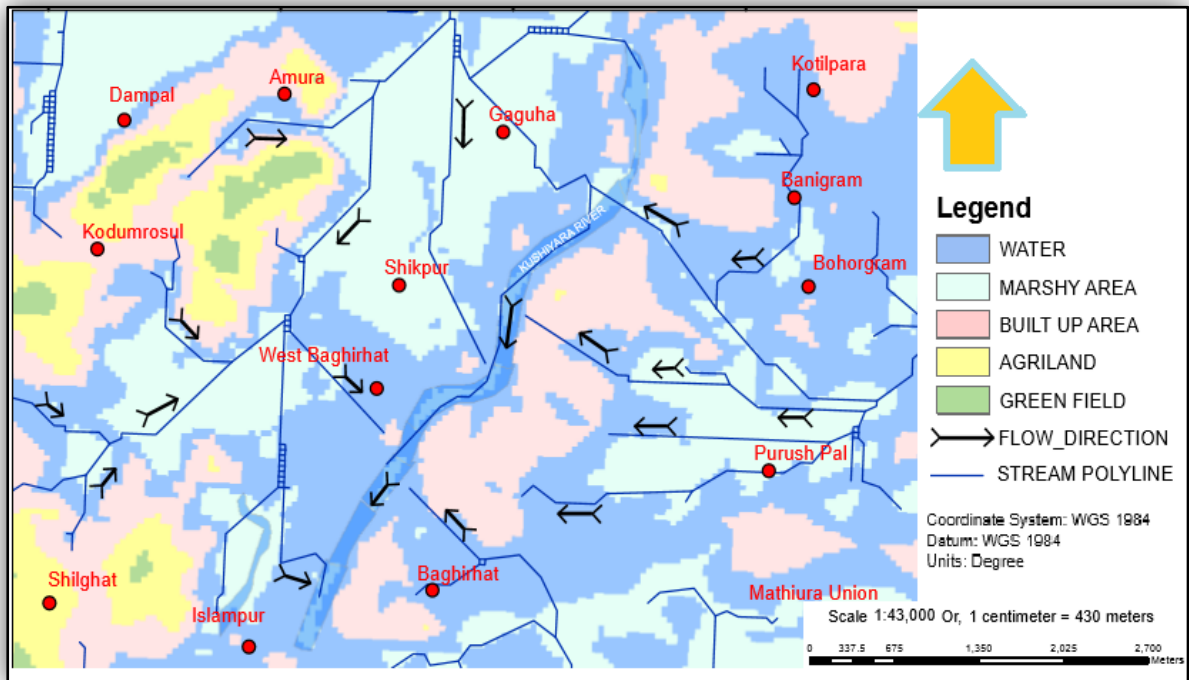 Kotilpara
Amura
Dampal
Gaguha
Banigram
Kodumrosul
KUSHIYARA RIVER
Shikpur
Bohorgram
West Baghirhat
Purush Pal
Shilghat
Baghirhat
Mathiura Union
Islampur
Legend
WATER
MARSHY AREA
BUILT UP AREA
AGRILAND
GREEN FIELD
FLOW_DIRECTION
STREAM POLYLINE
Coordinate System: WGS 1984
Datum: WGS 1984
Units: Degree
Scale 1:43,000 Or, 1 centimeter = 430 meters
0 337.5 675 1,350 2,025 2,700
Meters